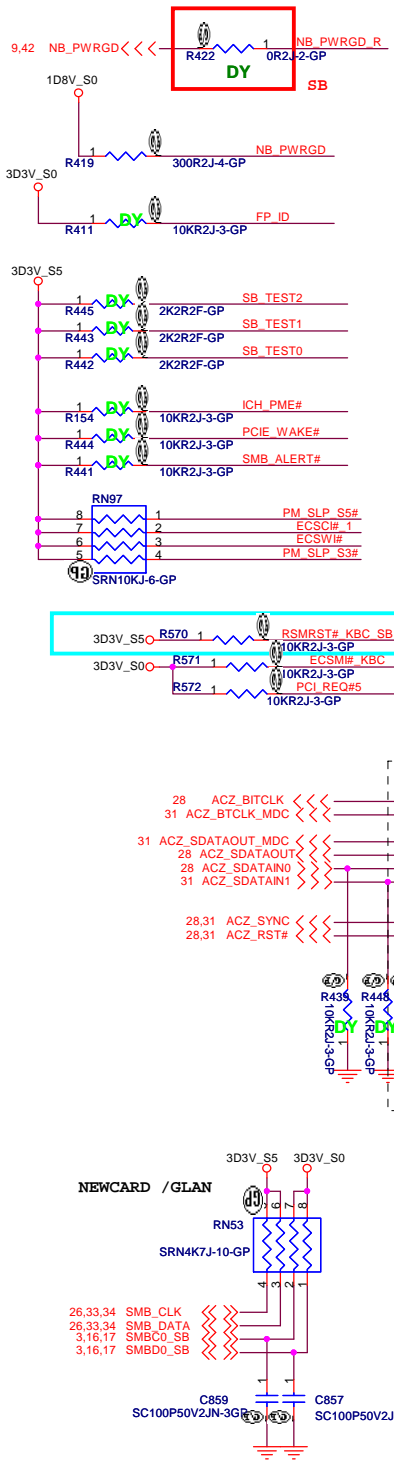 9,42 NB_PWRGD
R422
1
0R2J-2-GP
NB_PWRGD_R
DY
SB
1D8V_S0
R419
1
300R2J-4-GP
NB_PWRGD
3D3V_S0
R411
1
DY
10KR2J-3-GP
FP_ID
3D3V_S5
R445
1
DY
2K2R2F-GP
SB_TEST2
R443
1
DY
2K2R2F-GP
SB_TEST1
R442
1
DY
2K2R2F-GP
SB_TEST0
R154
1
DY
10KR2J-3-GP
ICH_PME#
R444
1
DY
10KR2J-3-GP
PCIE_WAKE#
R441
1
DY
10KR2J-3-GP
SMB_ALERT#
RN97
8 1 PM_SLP_S5#
7 2 ECSCI#_1
6 3 ECSWI#
5 4 PM_SLP_S3#
GP
SRN10KJ-6-GP
3D3V_S5 R570 1 RSMRST#_KBC_SB
10KR2J-3-GP
3D3V_S0 R571 1 ECSMI#_KBC
10KR2J-3-GP
R572 1 PCI_REQ#5
10KR2J-3-GP
28 ACZ_BITCLK
31 ACZ_BTCLK_MDC
31 ACZ_SDATAOUT_MDC
28 ACZ_SDATAOUT
28 ACZ_SDATAIN0
31 ACZ_SDATAIN1
28,31 ACZ_SYNC
28,31 ACZ_RST#
R439
10KR2J-3-GP
DY
1
R448
10KR2J-3-GP
DY
1
3D3V_S5 3D3V_S0
NEWCARD /GLAN
GP
6 7 8
RN53
SRN4K7J-10-GP
4 3 2 1
26,33,34 SMB_CLK
26,33,34 SMB_DATA
3,16,17 SMBC0_SB
3,16,17 SMBD0_SB
1 1
C859
SC100P50V2JN-3GP
C857
SC100P50V2J